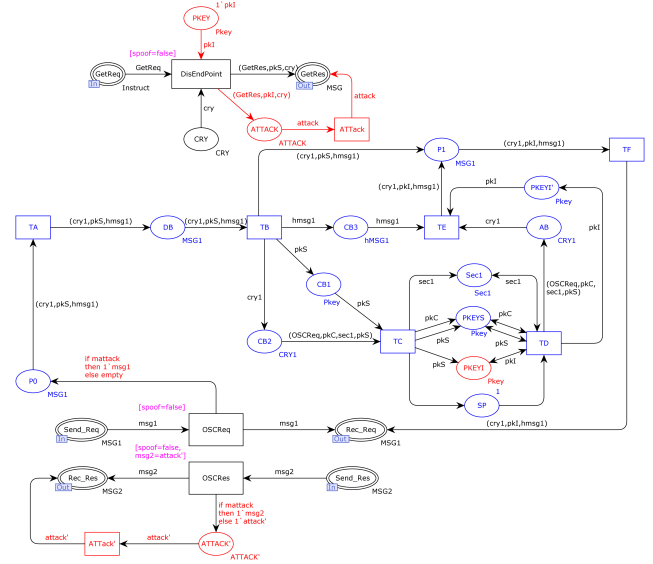 1`pkI
PKEY
Pkey
pkI
[spoof=false]
GetReq
GetReq
In
Instruct
DisEndPoint
(GetRes,pkS,cry)
GetRes
Out
MSG
(GetRes,pkI,cry)
attack
cry
CRY
CRY
ATTACK
ATTACK
attack
ATTack
(cry1,pkS,hmsg1)
P1
MSG1
(cry1,pkI,hmsg1)
TF
(cry1,pkI,hmsg1)
pkI
PKEYI'
Pkey
TA
(cry1,pkS,hmsg1)
DB
MSG1
(cry1,pkS,hmsg1)
TB
hmsg1
CB3
hMSG1
hmsg1
TE
cry1
AB
CRY1
pkI
pkS
CB1
Pkey
pkS
sec1
Sec1
Sec1
sec1
(OSCReq,pkC,
sec1,pkS)
(cry1,pkS,hmsg1)
cry1
CB2
CRY1
(OSCReq,pkC,sec1,pkS)
TC
pkC
PKEYS
Pkey
pkC
pkS
pkS
TD
pkS
PKEYI
Pkey
pkI
1
SP
P0
MSG1
if mattack
then 1`msg1
else empty
[spoof=false]
Send_Req
In
MSG1
msg1
OSCReq
msg1
Rec_Req
Out
MSG1
(cry1,pkI,hmsg1)
[spoof=false,
msg2=attack']
Rec_Res
Out
MSG2
msg2
OSCRes
msg2
Send_Res
In
MSG2
if mattack
then 1`msg2
else 1`attack'
attack'
ATTack'
attack'
ATTACK'
ATTACK'